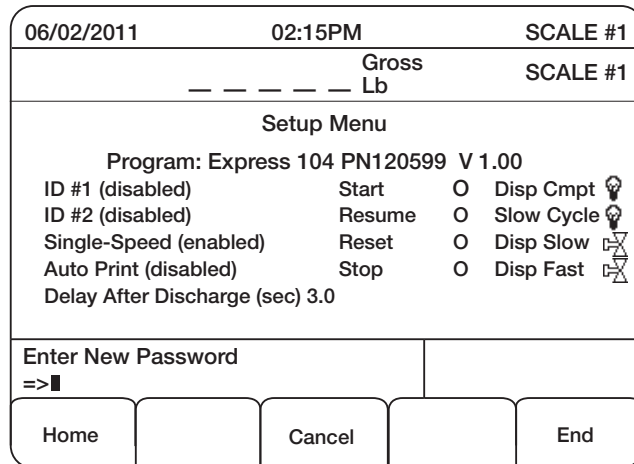 06/02/2011 02:15PM SCALE #1
Gross
_ _ _ _ _ Lb SCALE #1
Setup Menu
Program: Express 104 PN120599 V 1.00
ID #1 (disabled) Start O Disp Cmpt
ID #2 (disabled) Resume O Slow Cycle
Single-Speed (enabled) Reset O Disp Slow
Auto Print (disabled) Stop O Disp Fast
Delay After Discharge (sec) 3.0
Enter New Password
=>
Home Cancel End